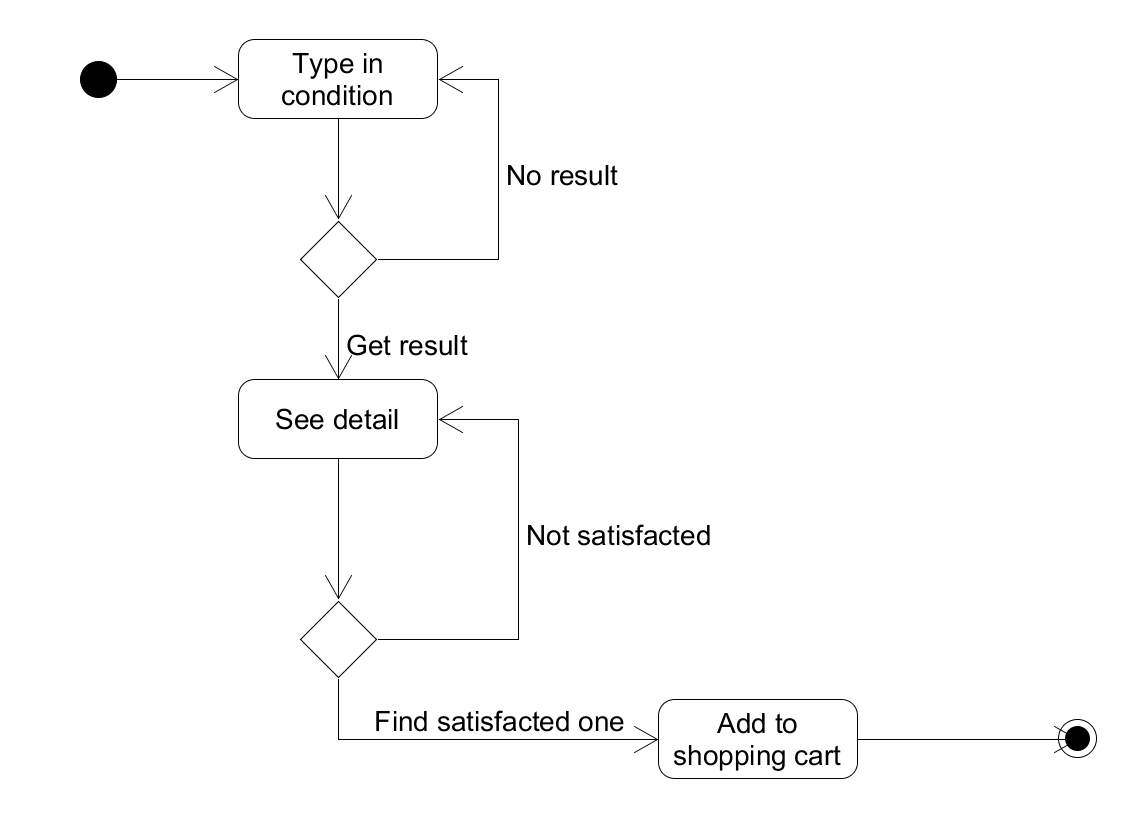 Type in
condition
No result
Get result
See detail
Not satisfacted
Find satisfacted one
Add to
shopping cart